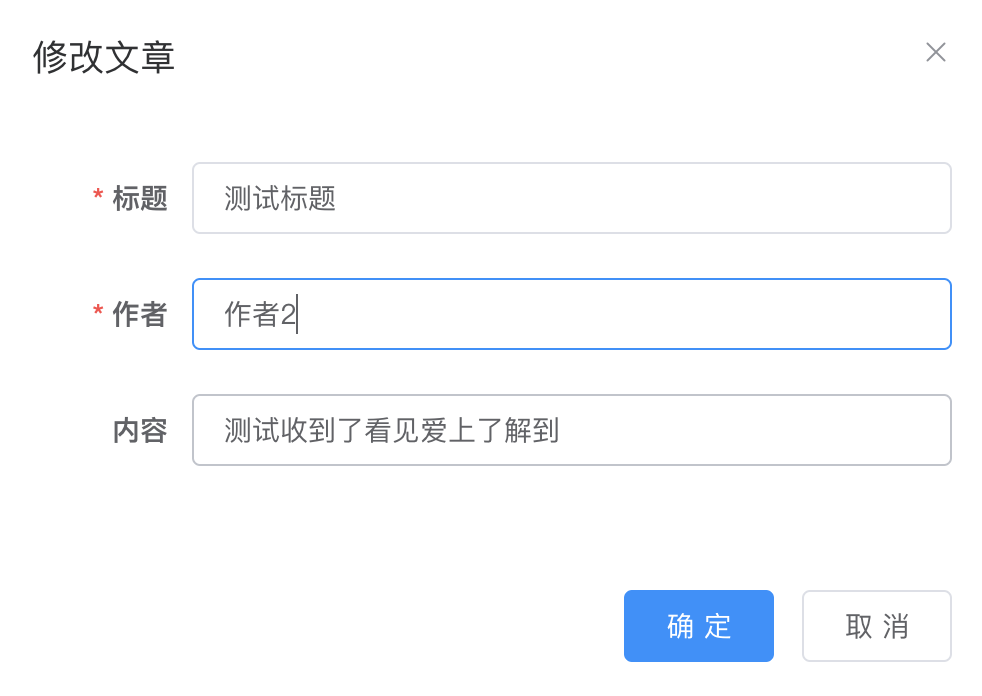 修改文章
* 标题 测试标题
* 作者 作者2
内容 测试收到了看见爱上了解到
确 定 取 消